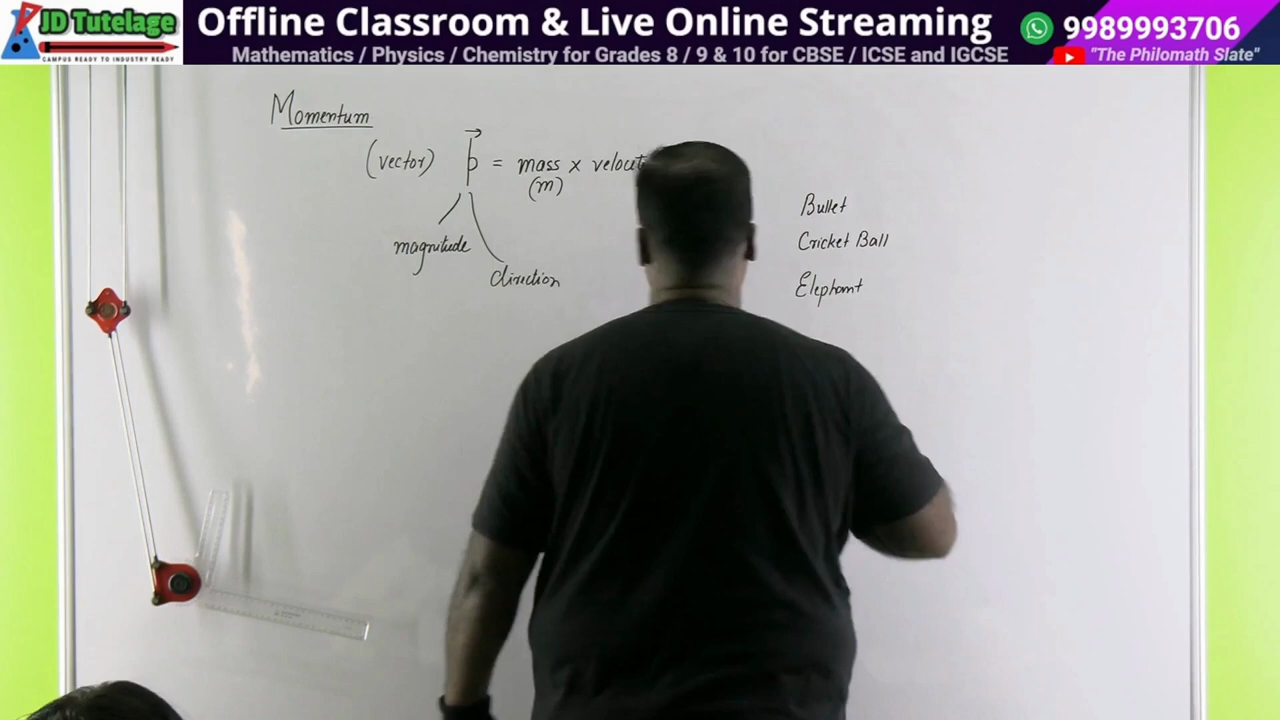 JD Tutelage
CAMPUS READY TO INDUSTRY READY
Offline Classroom & Live Online Streaming
9989993706
Mathematics / Physics / Chemistry for Grades 8 / 9 & 10 for CBSE / ICSE and IGCSE
"The Philomath Slate"
Momentum
(vector) p⃗ = mass × velocit
(m)
magnitude
direction
Bullet
Cricket Ball
Elephant